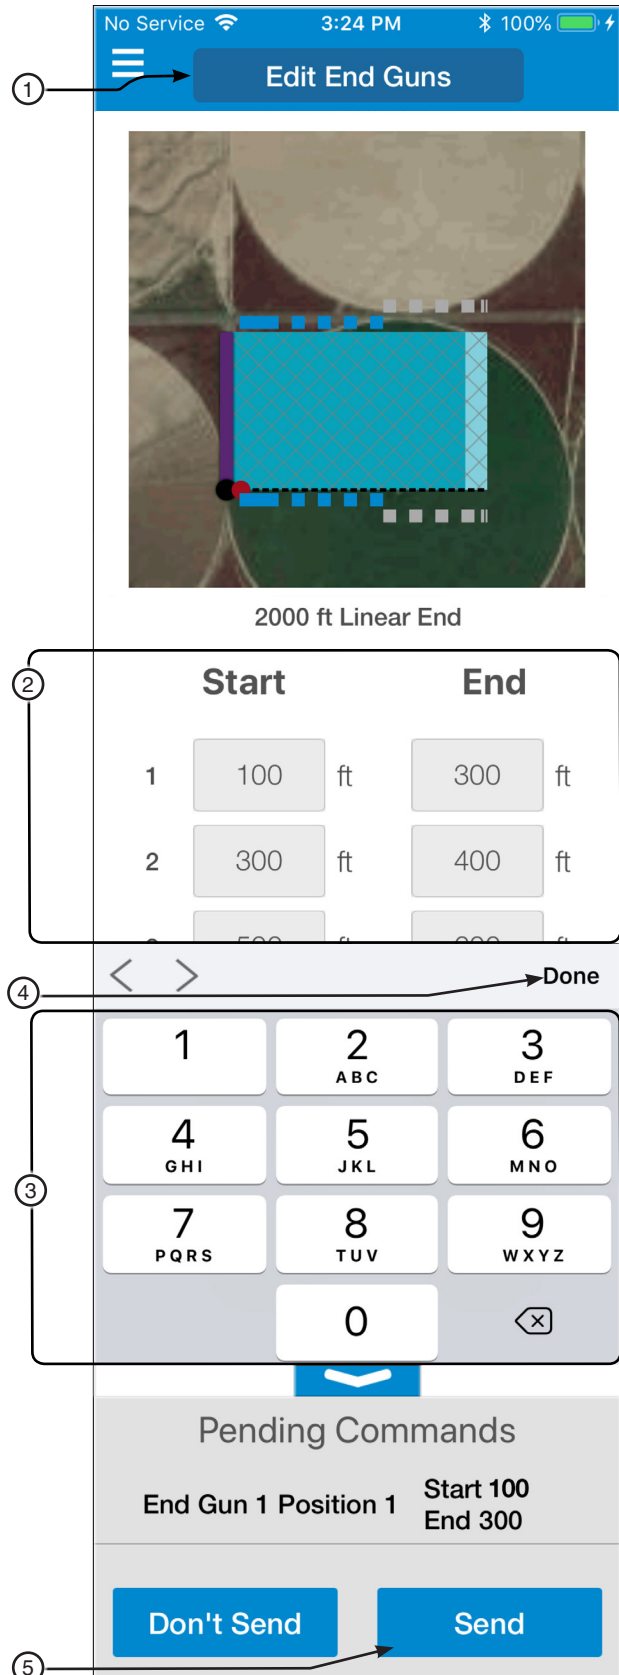 No Service 3:24 PM 100%
1
Edit End Guns
2000 ft Linear End
2
Start End
1 100 ft 300 ft
2 300 ft 400 ft
4
Done
3
1 2 3
ABC DEF
4 5 6
GHI JKL MNO
7 8 9
PQRS TUV WXYZ
0
Pending Commands
End Gun 1 Position 1
Start 100
End 300
Don't Send Send
5